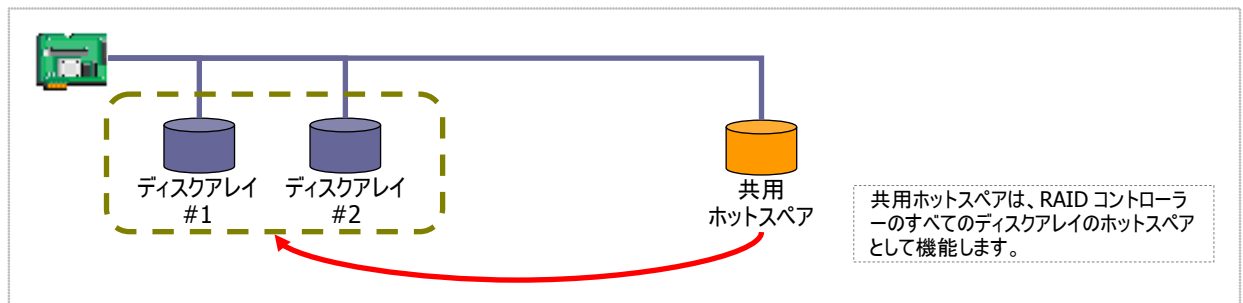 ディスクアレイ
#1
ディスクアレイ
#2
共用
ホットスペア
共用ホットスペアは、RAID コントローラ
ーのすべてのディスクアレイのホットスペア
として機能します。